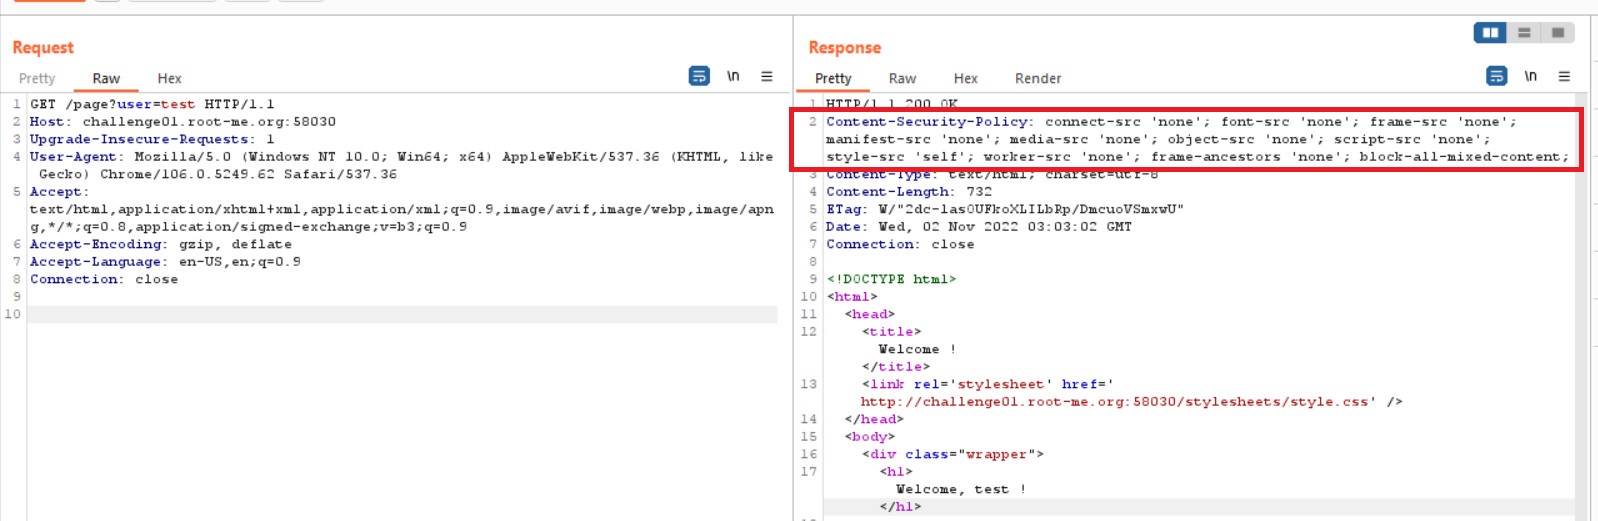 Request
Pretty Raw Hex \n
1 GET /page?user=test HTTP/1.1
2 Host: challenge01.root-me.org:58030
3 Upgrade-Insecure-Requests: 1
4 User-Agent: Mozilla/5.0 (Windows NT 10.0; Win64; x64) AppleWebKit/537.36 (KHTML, like
Gecko) Chrome/106.0.5249.62 Safari/537.36
5 Accept:
text/html,application/xhtml+xml,application/xml;q=0.9,image/avif,image/webp,image/apn
g,*/*;q=0.8,application/signed-exchange;v=b3;q=0.9
6 Accept-Encoding: gzip, deflate
7 Accept-Language: en-US,en;q=0.9
8 Connection: close
9
10
Response
Pretty Raw Hex Render \n
1 HTTP/1.1 200 OK
2 Content-Security-Policy: connect-src 'none'; font-src 'none'; frame-src 'none';
manifest-src 'none'; media-src 'none'; object-src 'none'; script-src 'none';
style-src 'self'; worker-src 'none'; frame-ancestors 'none'; block-all-mixed-content;
3 Content-Type: text/html; charset=utf-8
4 Content-Length: 732
5 ETag: W/"2dc-las0UFkoXLILbRp/DmcuoVSmxwU"
6 Date: Wed, 02 Nov 2022 03:03:02 GMT
7 Connection: close
8
9 <!DOCTYPE html>
10 <html>
11 <head>
12 <title>
Welcome !
</title>
13 <link rel='stylesheet' href='
http://challenge01.root-me.org:58030/stylesheets/style.css' />
14 </head>
15 <body>
16 <div class="wrapper">
17 <h1>
Welcome, test !
</h1>